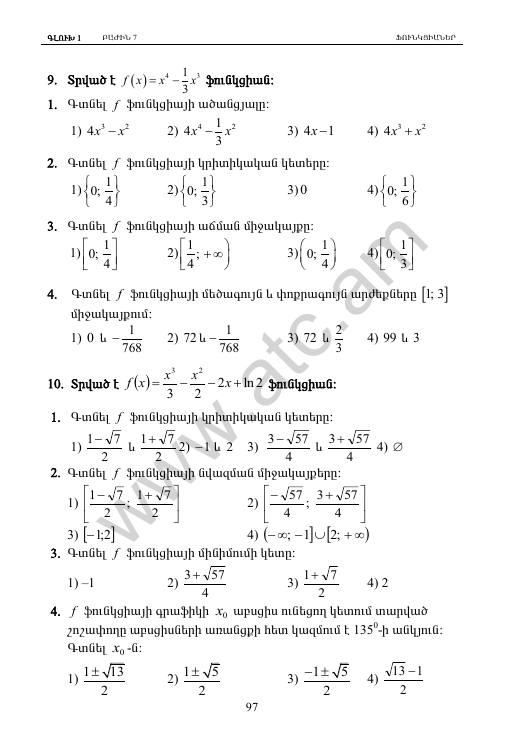 ԳԼՈՒԽ 1 ԲԱԺԻՆ 7 ՖՈՒՆԿՑԻԱՆԵՐ
9. Տրված է f(x) = x⁴ − 1/3 x³ ֆունկցիան:
1. Գտնել f ֆունկցիայի ածանցյալը:
1) 4x³ − x² 2) 4x⁴ − 1/3 x² 3) 4x − 1 4) 4x³ + x²
2. Գտնել f ֆունկցիայի կրիտիկական կետերը:
1) {0; 1/4} 2) {0; 1/3} 3) 0 4) {0; 1/6}
3. Գտնել f ֆունկցիայի աճման միջակայքը:
1) [0; 1/4] 2) [1/4; +∞) 3) (0; 1/4) 4) [0; 1/3]
4. Գտնել f ֆունկցիայի մեծագույն և փոքրագույն արժեքները [1; 3]
միջակայքում:
1) 0 և − 1/768 2) 72 և − 1/768 3) 72 և 2/3 4) 99 և 3
10. Տրված է f(x) = x³/3 − x²/2 − 2x + ln 2 ֆունկցիան:
1. Գտնել f ֆունկցիայի կրիտիկական կետերը:
1) (1 − √7)/2 և (1 + √7)/2 2) −1 և 2 3) (3 − √57)/4 և (3 + √57)/4 4) ∅
2. Գտնել f ֆունկցիայի նվազման միջակայքերը:
1) [(1 − √7)/2; (1 + √7)/2] 2) [(−√57)/4; (3 + √57)/4]
3) [−1;2] 4) (−∞; −1]∪[2; +∞)
3. Գտնել f ֆունկցիայի մինիմումի կետը:
1) −1 2) (3 + √57)/4 3) (1 + √7)/2 4) 2
4. f ֆունկցիայի գրաֆիկի x₀ աբսցիս ունեցող կետում տարված
շոշափողը աբսցիսների առանցքի հետ կազմում է 135⁰-ի անկյուն:
Գտնել x₀ -ն:
1) (1 ± √13)/2 2) (1 ± √5)/2 3) (−1 ± √5)/2 4) (√13 − 1)/2
97
www.atc.am